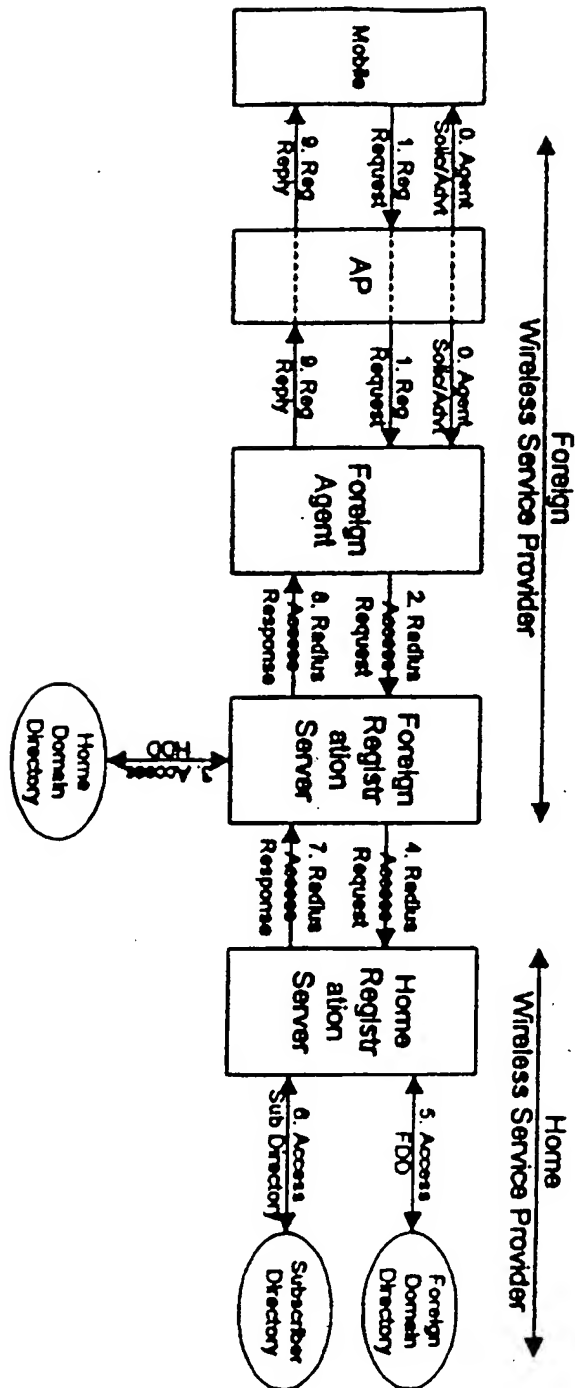 Foreign
Wireless Service Provider
Home
Wireless Service Provider
Mobile
0. Agent
Solic/Advt
1. Reg
Request
9. Reg
Reply
AP
0. Agent
Solic/Advt
1. Reg
Request
9. Reg
Reply
Foreign
Agent
2. Radius
Access
Request
8. Radius
Access
Response
Foreign
Registr
ation
Server
3. Access
HDD
Home
Domain
Directory
4. Radius
Access
Request
7. Radius
Access
Response
Home
Registr
ation
Server
5. Access
FDD
6. Access
Sub Directory
Foreign
Domain
Directory
Subscriber
Directory